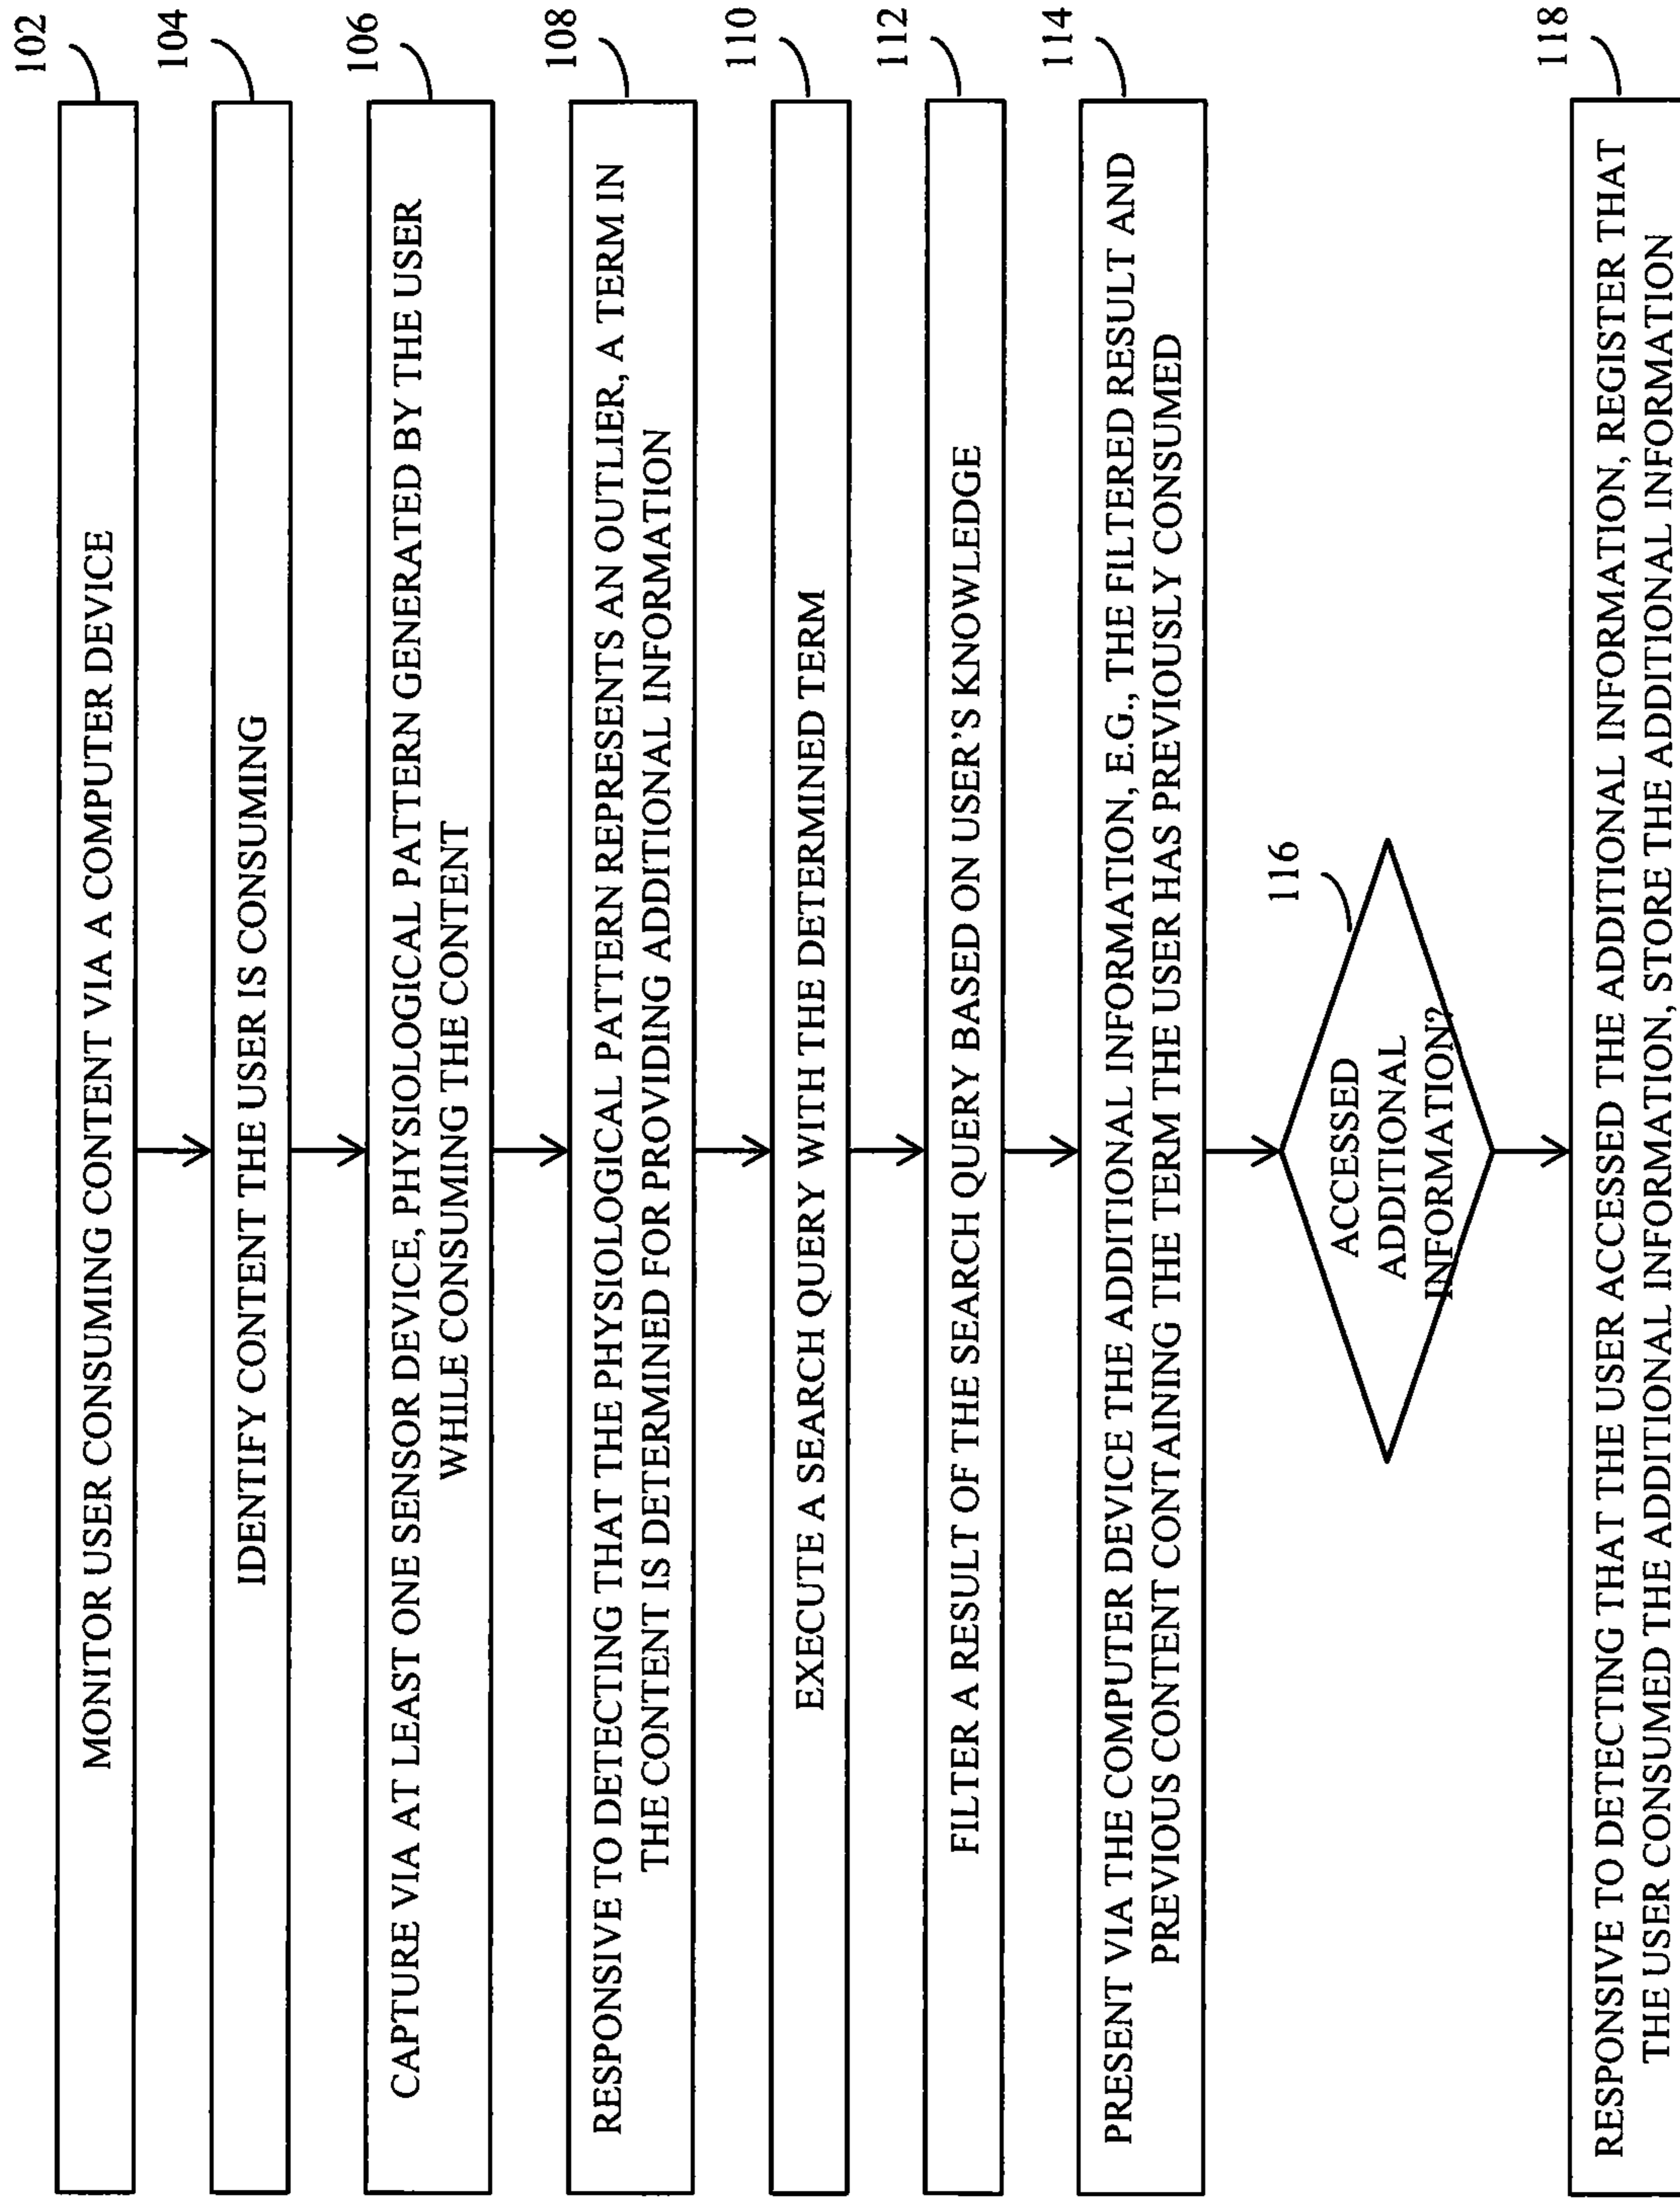 102
MONITOR USER CONSUMING CONTENT VIA A COMPUTER DEVICE
104
IDENTIFY CONTENT THE USER IS CONSUMING
106
CAPTURE VIA AT LEAST ONE SENSOR DEVICE, PHYSIOLOGICAL PATTERN GENERATED BY THE USER
WHILE CONSUMING THE CONTENT
108
RESPONSIVE TO DETECTING THAT THE PHYSIOLOGICAL PATTERN REPRESENTS AN OUTLIER, A TERM IN
THE CONTENT IS DETERMINED FOR PROVIDING ADDITIONAL INFORMATION
110
EXECUTE A SEARCH QUERY WITH THE DETERMINED TERM
112
FILTER A RESULT OF THE SEARCH QUERY BASED ON USER'S KNOWLEDGE
114
PRESENT VIA THE COMPUTER DEVICE THE ADDITIONAL INFORMATION, E.G., THE FILTERED RESULT AND
PREVIOUS CONTENT CONTAINING THE TERM THE USER HAS PREVIOUSLY CONSUMED
116
ACCESSED
ADDITIONAL
INFORMATION?
118
RESPONSIVE TO DETECTING THAT THE USER ACCESSED THE ADDITIONAL INFORMATION, REGISTER THAT
THE USER CONSUMED THE ADDITIONAL INFORMATION, STORE THE ADDITIONAL INFORMATION